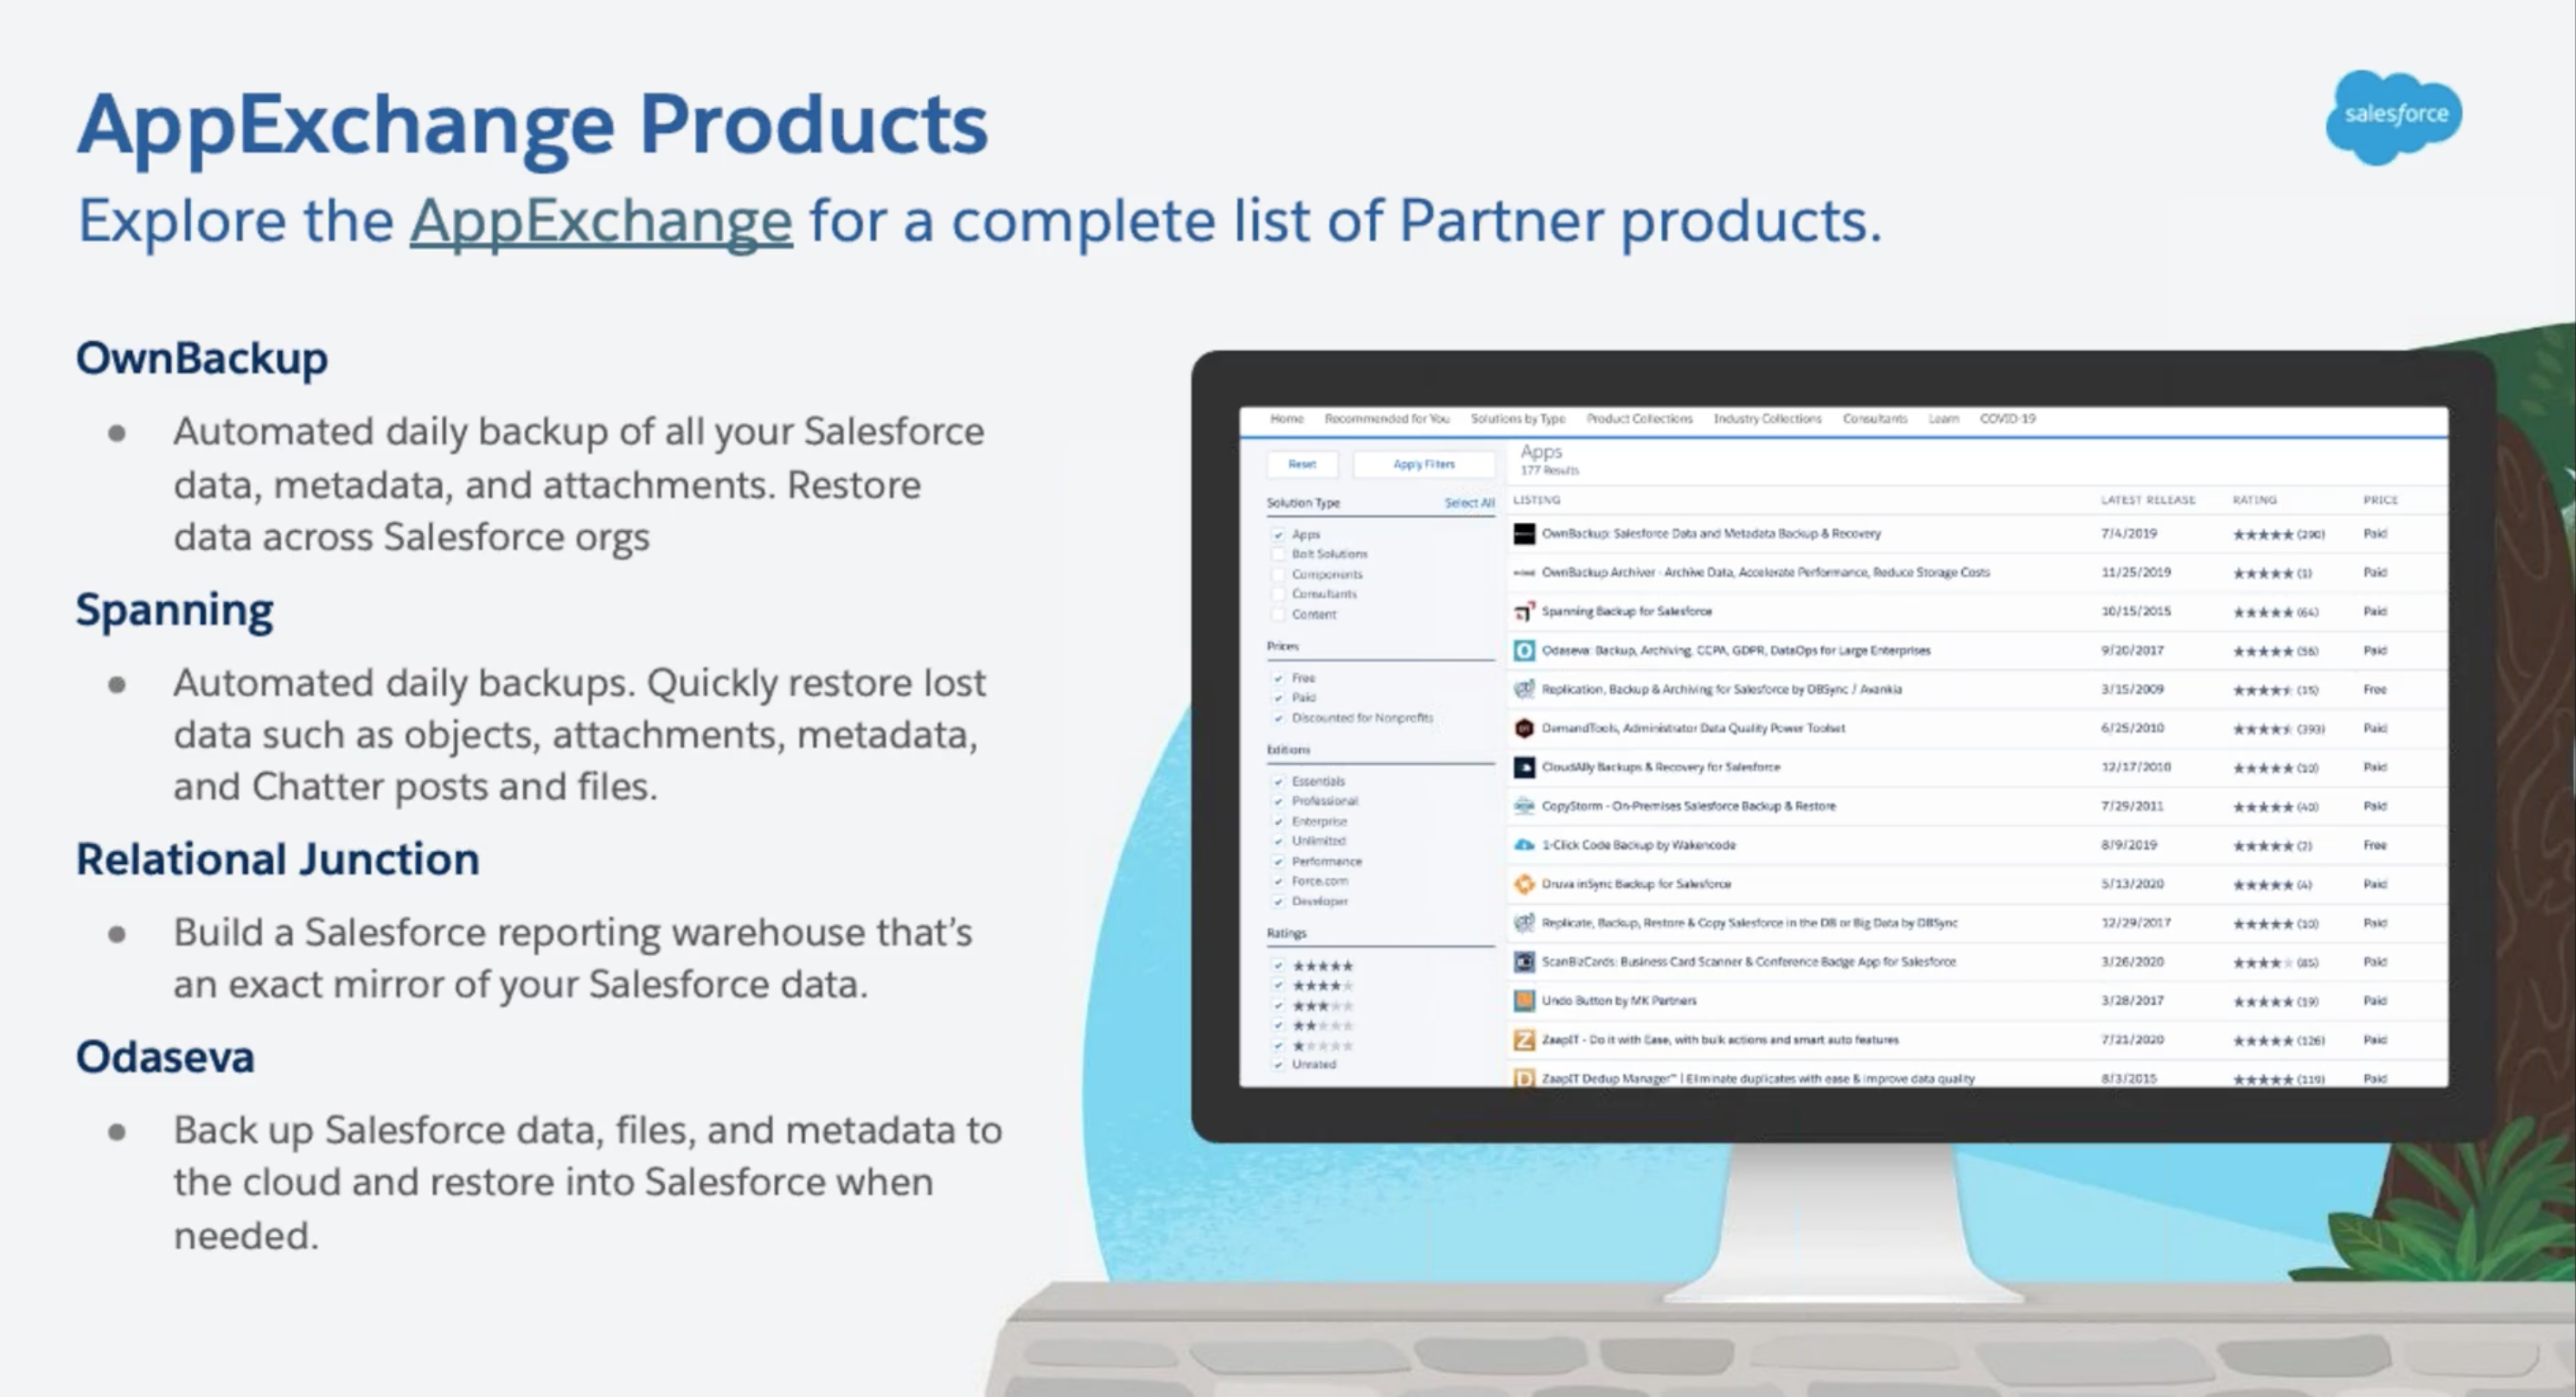 AppExchange Products
salesforce
Explore the AppExchange for a complete list of Partner products.
OwnBackup
• Automated daily backup of all your Salesforce
data, metadata, and attachments. Restore
data across Salesforce orgs
Spanning
• Automated daily backups. Quickly restore lost
data such as objects, attachments, metadata,
and Chatter posts and files.
Relational Junction
• Build a Salesforce reporting warehouse that's
an exact mirror of your Salesforce data.
Odaseva
• Back up Salesforce data, files, and metadata to
the cloud and restore into Salesforce when
needed.
Home Recommended for You Solutions by Type Product Collections Industry Collections Consultants Learn COVID-19
Reset Apply Filters
Solution Type Select All
Apps
Bolt Solutions
Components
Consultants
Content
Prices
Free
Paid
Discounted for Nonprofits
Editions
Essentials
Professional
Enterprise
Unlimited
Performance
Force.com
Developer
Ratings
★★★★★
★★★★☆
★★★☆☆
★★☆☆☆
★☆☆☆☆
Unrated
Apps
177 Results
LISTING LATEST RELEASE RATING PRICE
OwnBackup: Salesforce Data and Metadata Backup & Recovery 7/4/2019 ★★★★★ (290) Paid
OwnBackup Archiver - Archive Data, Accelerate Performance, Reduce Storage Costs 11/25/2019 ★★★★★ (1) Paid
Spanning Backup for Salesforce 10/15/2015 ★★★★★ (64) Paid
Odaseva: Backup, Archiving, CCPA, GDPR, DataOps for Large Enterprises 9/20/2017 ★★★★★ (56) Paid
Replication, Backup & Archiving for Salesforce by DBSync / Avankia 3/15/2009 (15) Free
DemandTools, Administrator Data Quality Power Toolset 6/25/2010 (393) Paid
CloudAlly Backups & Recovery for Salesforce 12/17/2010 ★★★★★ (10) Paid
CopyStorm - On-Premises Salesforce Backup & Restore 7/29/2011 ★★★★★ (40) Paid
1-Click Code Backup by Wakencode 8/9/2019 ★★★★★ (2) Free
Druva inSync Backup for Salesforce 5/13/2020 ★★★★★ (4) Paid
Replicate, Backup, Restore & Copy Salesforce in the DB or Big Data by DBSync 12/29/2017 ★★★★★ (10) Paid
ScanBizCards: Business Card Scanner & Conference Badge App for Salesforce 3/26/2020 ★★★★☆ (85) Paid
Undo Button by MK Partners 3/28/2017 ★★★★★ (19) Paid
ZaapIT - Do it with Ease, with bulk actions and smart auto features 7/21/2020 ★★★★★ (126) Paid
ZaapIT Dedup Manager™ | Eliminate duplicates with ease & improve data quality 8/3/2015 ★★★★★ (119) Paid